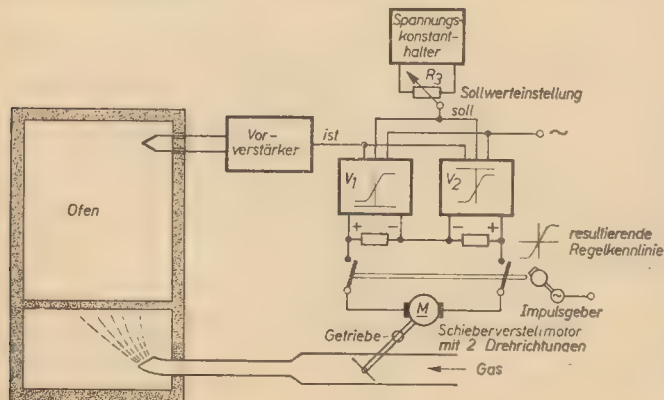 Spannungs-
konstant-
halter
R3
Sollwerteinstellung
soll
Vor-
verstärker
ist
~
V1
V2
Ofen
+ -
- +
resultierende
Regelkennlinie
M
Impulsgeber
Getriebe
Schieberverstellmotor
mit 2 Drehrichtungen
Gas